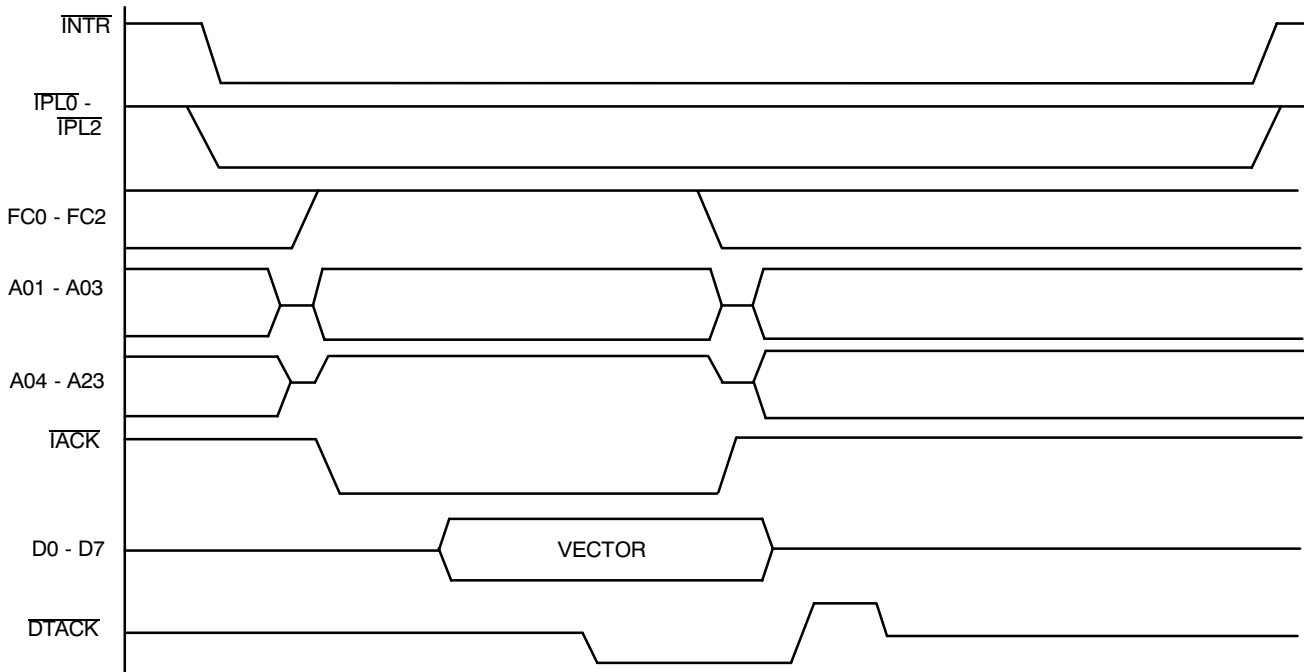 INTR
IPL0 -
IPL2
FC0 - FC2
A01 - A03
A04 - A23
IACK
D0 - D7
VECTOR
DTACK